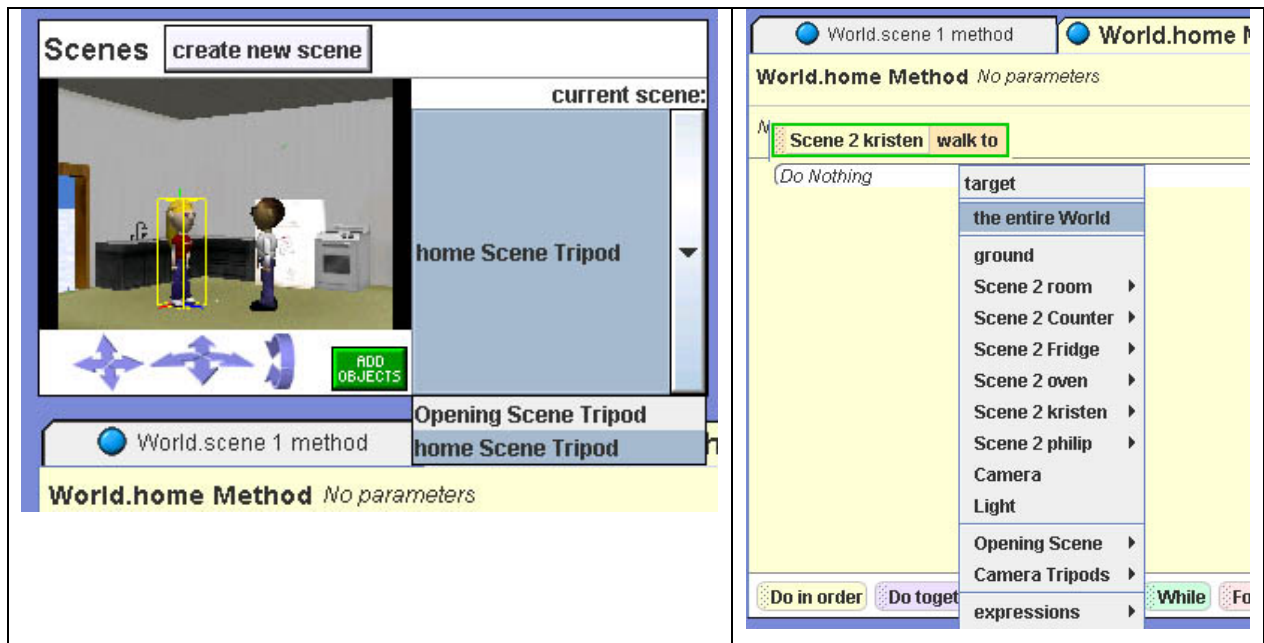 Scenes create new scene
current scene:
home Scene Tripod
ADD
OBJECTS
Opening Scene Tripod
home Scene Tripod
World.scene 1 method
World.home Method No parameters
World.scene 1 method World.home
World.home Method No parameters
Scene 2 kristen walk to
(Do Nothing
target
the entire World
ground
Scene 2 room
Scene 2 Counter
Scene 2 Fridge
Scene 2 oven
Scene 2 kristen
Scene 2 philip
Camera
Light
Opening Scene
Camera Tripods
expressions
Do in order Do toget While Fo